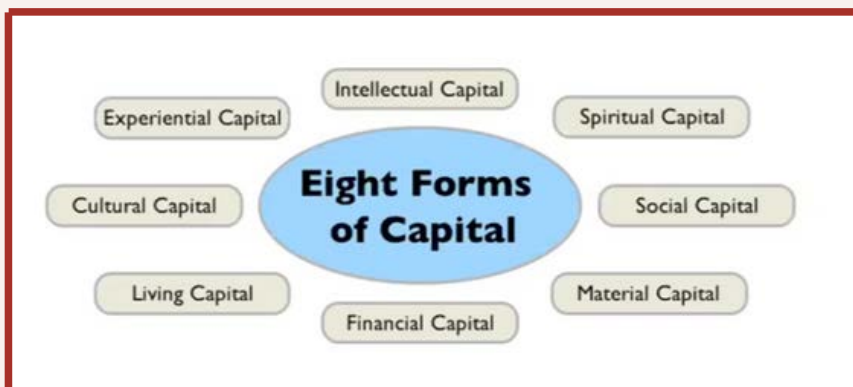 Intellectual Capital
Experiential Capital
Spiritual Capital
Eight Forms
of Capital
Cultural Capital
Social Capital
Living Capital
Material Capital
Financial Capital